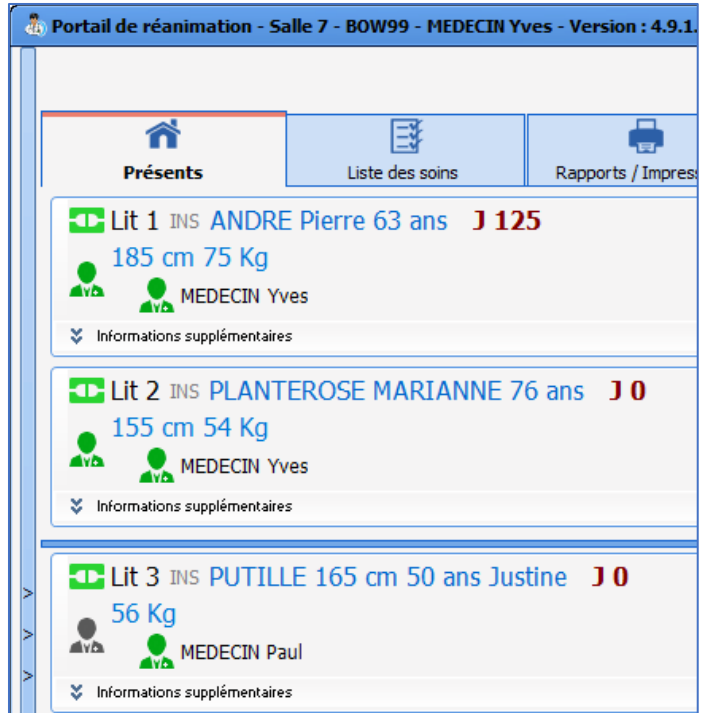 Portail de réanimation - Salle 7 - BOW99 - MEDECIN Yves - Version : 4.9.1.
Présents
Liste des soins
Rapports / Impres
Lit 1 INS ANDRE Pierre 63 ans J 125
185 cm 75 Kg
MEDECIN Yves
Informations supplémentaires
Lit 2 INS PLANTEROSE MARIANNE 76 ans J 0
155 cm 54 Kg
MEDECIN Yves
Informations supplémentaires
Lit 3 INS PUTILLE 165 cm 50 ans Justine J 0
56 Kg
MEDECIN Paul
Informations supplémentaires